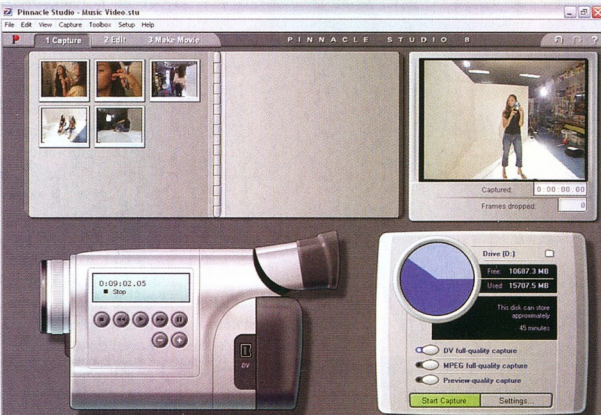 Pinnacle Studio - Music Video.stu
File Edit View Capture Toolbox Setup Help
P 1 Capture 2 Edit 3 Make Movie PINNACLE STUDIO 8 ?
Captured: 0:00:00:00
Frames dropped: 0
0:09:02.05
Stop
DV
Drive (D:)
Free: 10687.3 MB
Used: 15707.5 MB
This disk can store
approximately
45 minutes
DV full-quality capture
MPEG full-quality capture
Preview-quality capture
Start Capture Settings...